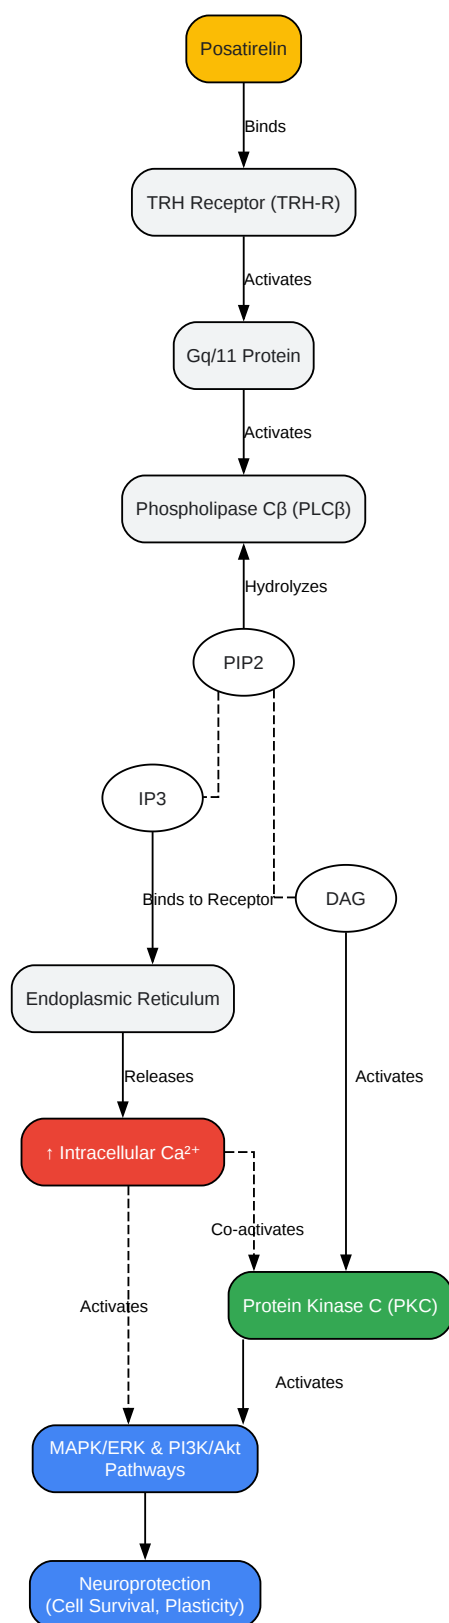 Posatirelin
Binds
TRH Receptor (TRH-R)
Activates
Gq/11 Protein
Activates
Phospholipase Cβ (PLCβ)
Hydrolyzes
PIP2
IP3
Binds to Receptor
DAG
Endoplasmic Reticulum
Releases
Activates
↑ Intracellular Ca²⁺
Co-activates
Protein Kinase C (PKC)
Activates
Activates
MAPK/ERK & PI3K/Akt
Pathways
Neuroprotection
(Cell Survival, Plasticity)